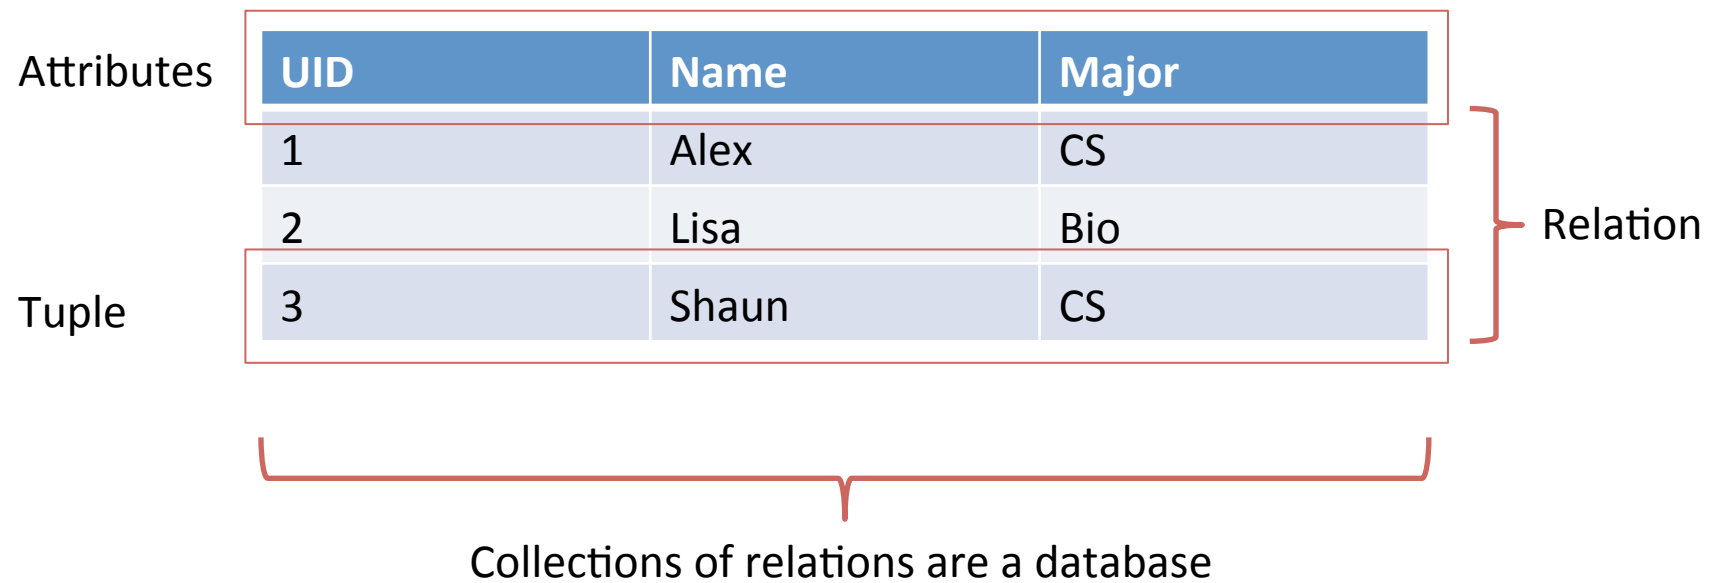 Attributes
UID Name Major
1 Alex CS
2 Lisa Bio
Relation
Tuple
3 Shaun CS
Collections of relations are a database